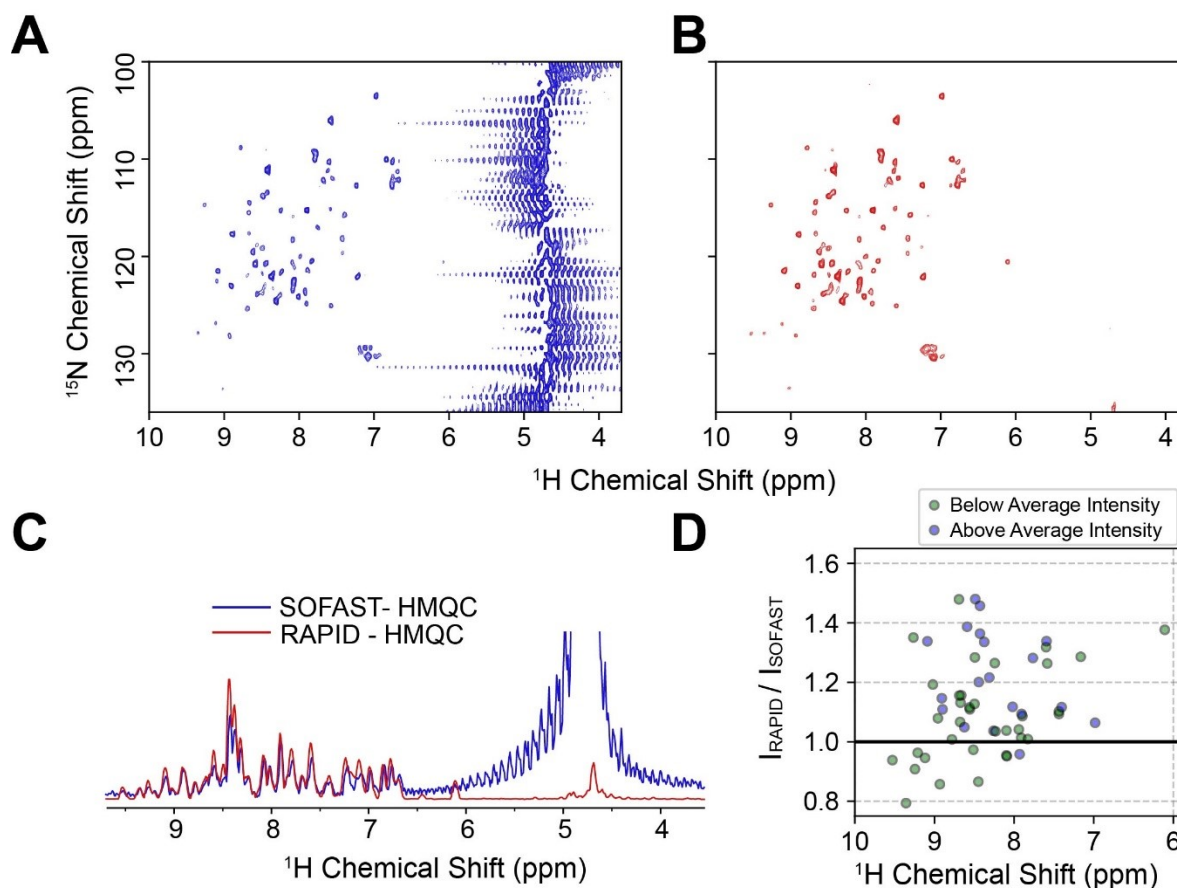 A
B
100
110
120
130
¹⁵N Chemical Shift (ppm)
10 9 8 7 6 5 4
10 9 8 7 6 5 4
¹H Chemical Shift (ppm)
C
SOFAST- HMQC
RAPID - HMQC
9 8 7 6 5 4
¹H Chemical Shift (ppm)
D
Below Average Intensity
Above Average Intensity
I_RAPID / I_SOFAST
1.6
1.4
1.2
1.0
0.8
10 9 8 7 6
¹H Chemical Shift (ppm)